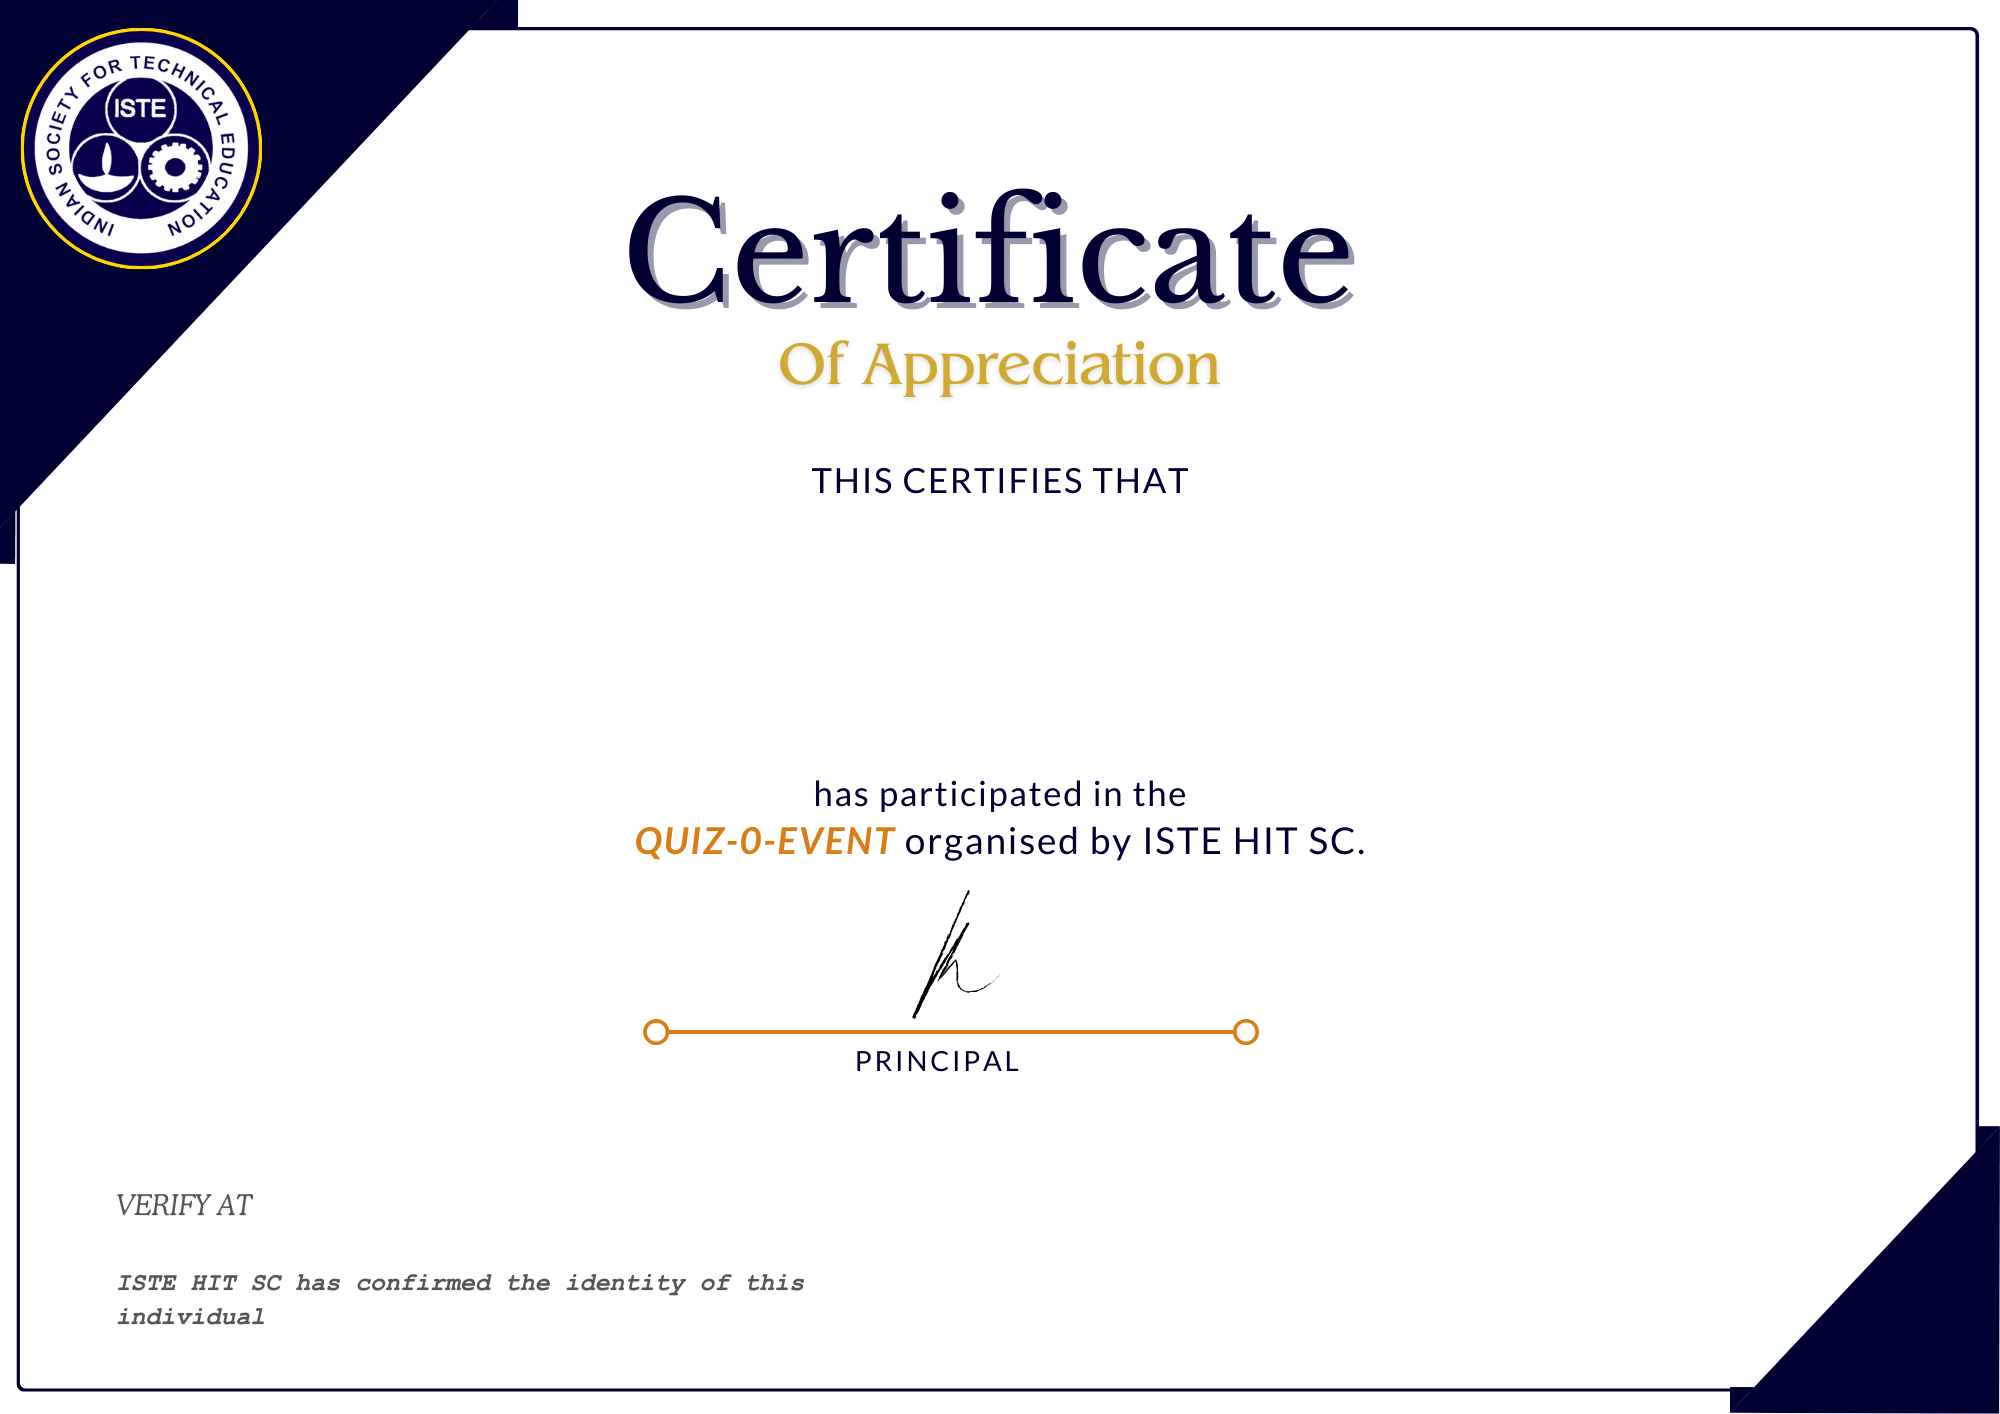 INDIAN SOCIETY FOR TECHNICAL EDUCATION
ISTE
Certificate
Of Appreciation
THIS CERTIFIES THAT
has participated in the
QUIZ-0-EVENT organised by ISTE HIT SC.
PRINCIPAL
VERIFY AT
ISTE HIT SC has confirmed the identity of this
individual